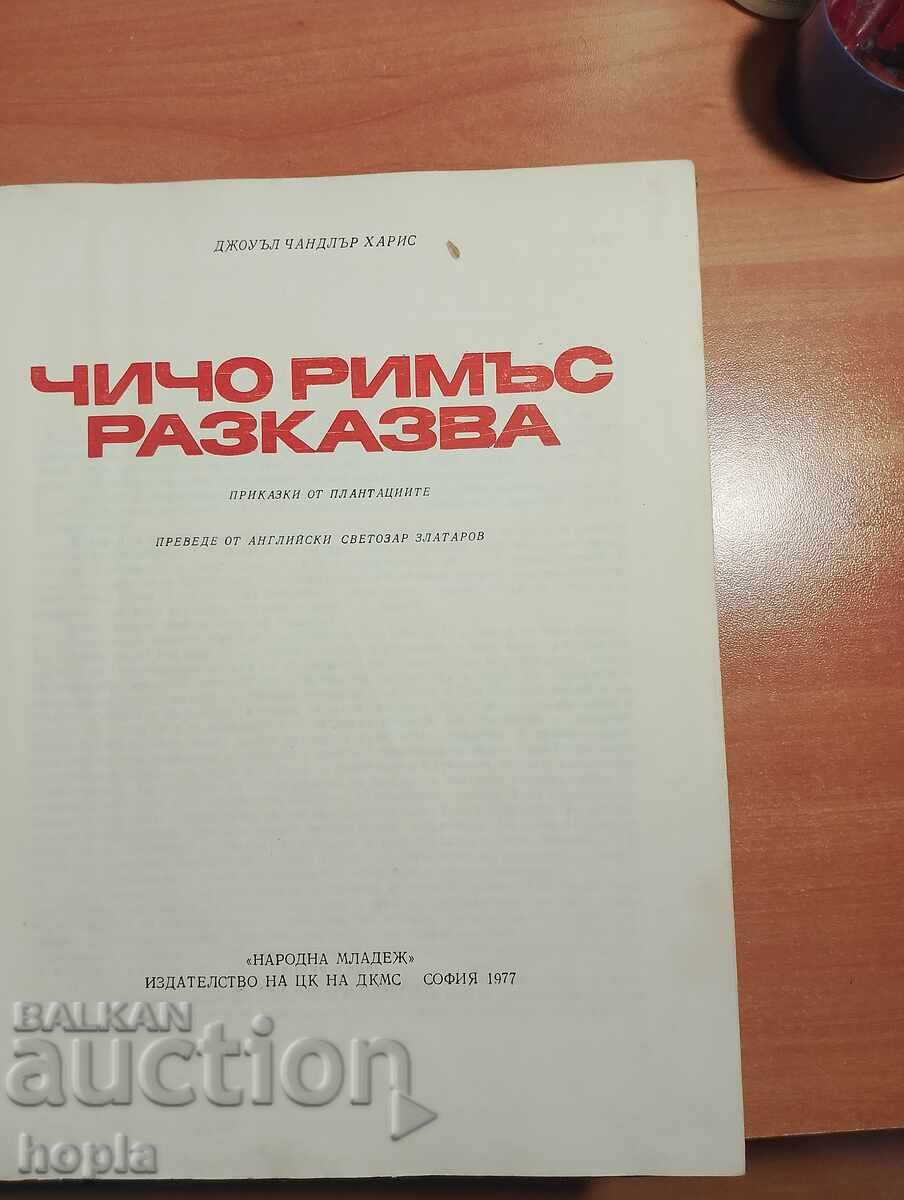 ДЖОУЪЛ ЧАНДЛЪР ХАРИС
ЧИЧО РИМЪС
РАЗКАЗВА
ПРИКАЗКИ ОТ ПЛАНТАЦИИТЕ
ПРЕВЕДЕ ОТ АНГЛИЙСКИ СВЕТОЗАР ЗЛАТАРОВ
«НАРОДНА МЛАДЕЖ»
ИЗДАТЕЛСТВО НА ЦК НА ДКМС СОФИЯ 1977
BALKAN
auction
hopla